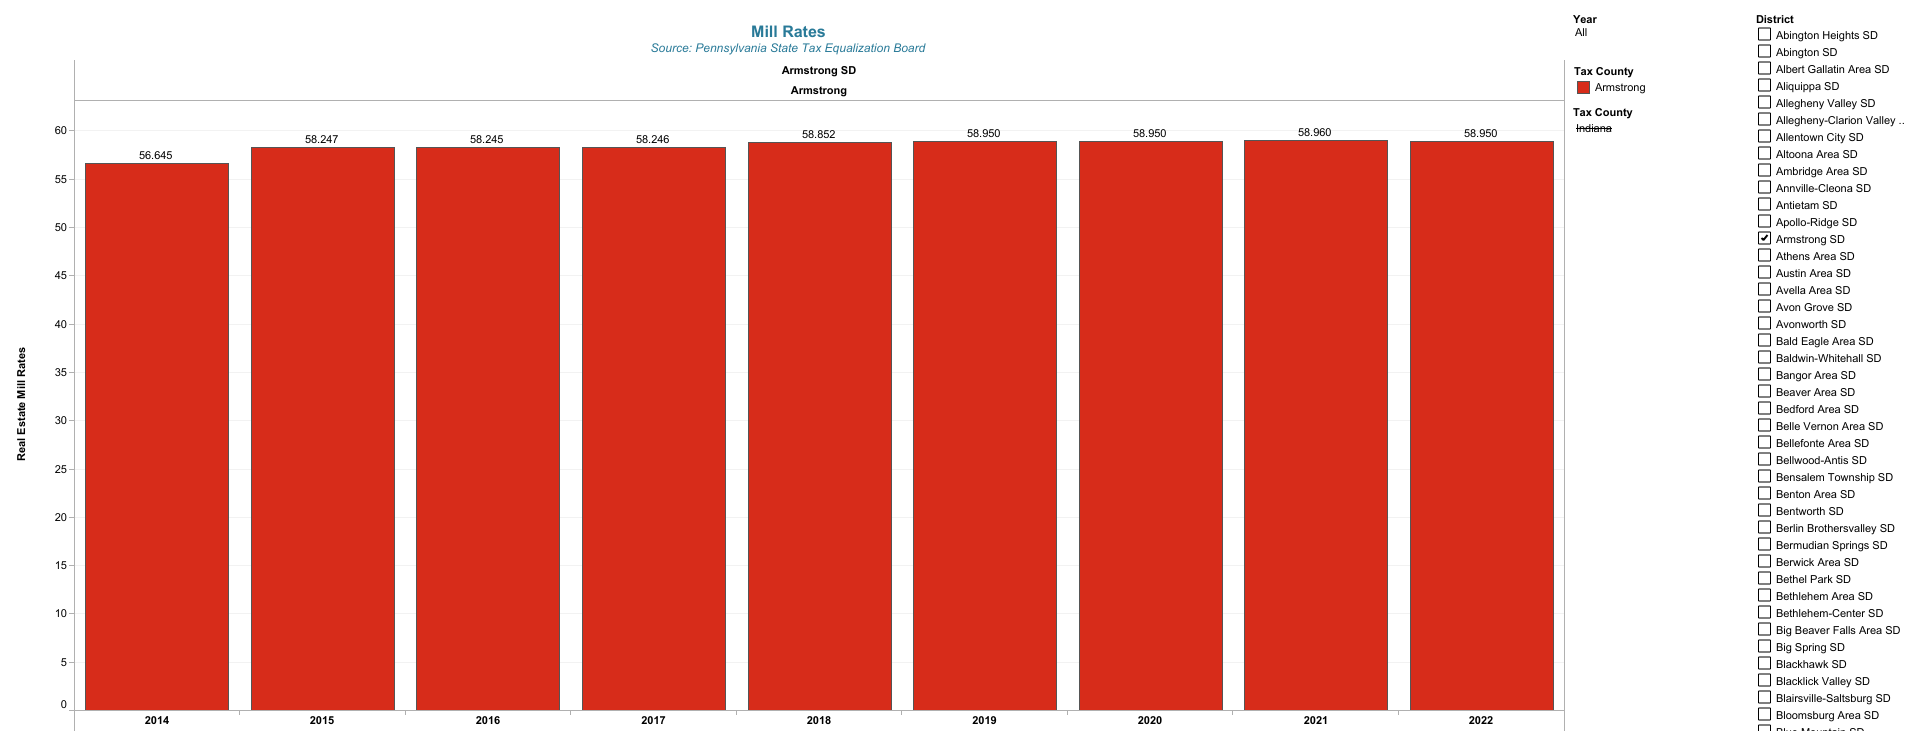 Mill Rates
Source: Pennsylvania State Tax Equalization Board
Armstrong SD
Armstrong
Real Estate Mill Rates
60
55
50
45
40
35
30
25
20
15
10
5
0
56.645
58.247
58.245
58.246
58.852
58.950
58.950
58.960
58.950
2014
2015
2016
2017
2018
2019
2020
2021
2022
Year
All
Tax County
Armstrong
Tax County
Indiana
District
Abington Heights SD
Abington SD
Albert Gallatin Area SD
Aliquippa SD
Allegheny Valley SD
Allegheny-Clarion Valley ..
Allentown City SD
Altoona Area SD
Ambridge Area SD
Annville-Cleona SD
Antietam SD
Apollo-Ridge SD
Armstrong SD
Athens Area SD
Austin Area SD
Avella Area SD
Avon Grove SD
Avonworth SD
Bald Eagle Area SD
Baldwin-Whitehall SD
Bangor Area SD
Beaver Area SD
Bedford Area SD
Belle Vernon Area SD
Bellefonte Area SD
Bellwood-Antis SD
Bensalem Township SD
Benton Area SD
Bentworth SD
Berlin Brothersvalley SD
Bermudian Springs SD
Berwick Area SD
Bethel Park SD
Bethlehem Area SD
Bethlehem-Center SD
Big Beaver Falls Area SD
Big Spring SD
Blackhawk SD
Blacklick Valley SD
Blairsville-Saltsburg SD
Bloomsburg Area SD